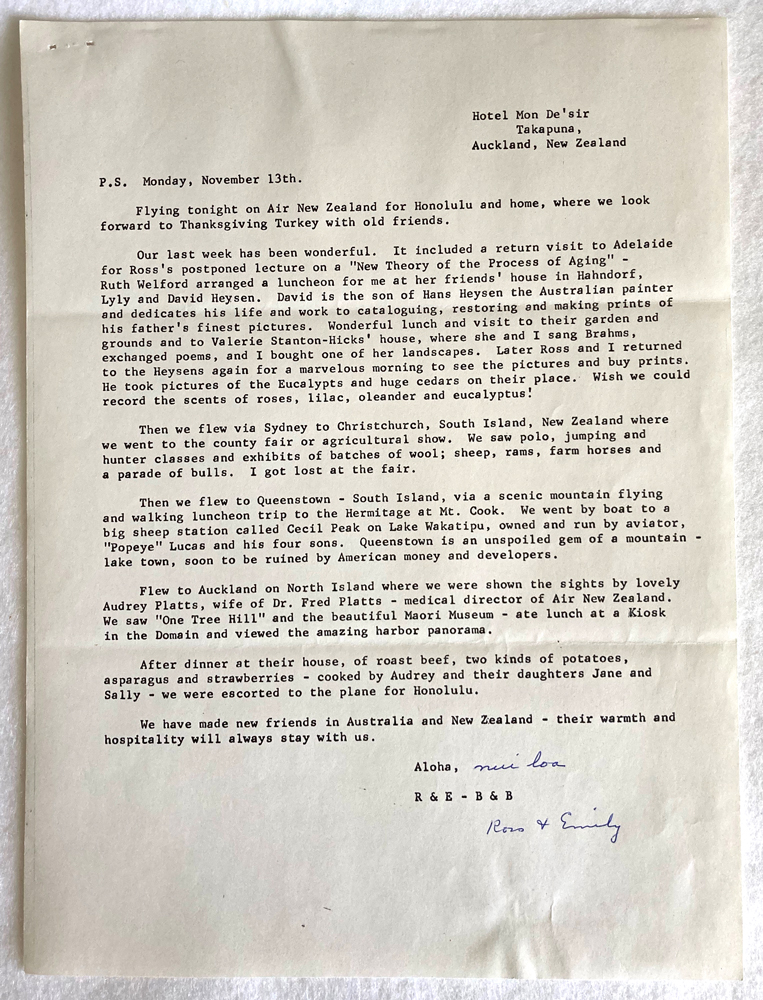 Hotel Mon De'sir
Takapuna,
Auckland, New Zealand
P.S. Monday, November 13th.
Flying tonight on Air New Zealand for Honolulu and home, where we look
forward to Thanksgiving Turkey with old friends.
Our last week has been wonderful. It included a return visit to Adelaide
for Ross's postponed lecture on a "New Theory of the Process of Aging" -
Ruth Welford arranged a luncheon for me at her friends' house in Hahndorf,
Lyly and David Heysen. David is the son of Hans Heysen the Australian painter
and dedicates his life and work to cataloguing, restoring and making prints of
his father's finest pictures. Wonderful lunch and visit to their garden and
grounds and to Valerie Stanton-Hicks' house, where she and I sang Brahms,
exchanged poems, and I bought one of her landscapes. Later Ross and I returned
to the Heysens again for a marvelous morning to see the pictures and buy prints.
He took pictures of the Eucalypts and huge cedars on their place. Wish we could
record the scents of roses, lilac, oleander and eucalyptus!
Then we flew via Sydney to Christchurch, South Island, New Zealand where
we went to the county fair or agricultural show. We saw polo, jumping and
hunter classes and exhibits of batches of wool; sheep, rams, farm horses and
a parade of bulls. I got lost at the fair.
Then we flew to Queenstown - South Island, via a scenic mountain flying
and walking luncheon trip to the Hermitage at Mt. Cook. We went by boat to a
big sheep station called Cecil Peak on Lake Wakatipu, owned and run by aviator,
"Popeye" Lucas and his four sons. Queenstown is an unspoiled gem of a mountain -
lake town, soon to be ruined by American money and developers.
Flew to Auckland on North Island where we were shown the sights by lovely
Audrey Platts, wife of Dr. Fred Platts - medical director of Air New Zealand.
We saw "One Tree Hill" and the beautiful Maori Museum - ate lunch at a Kiosk
in the Domain and viewed the amazing harbor panorama.
After dinner at their house, of roast beef, two kinds of potatoes,
asparagus and strawberries - cooked by Audrey and their daughters Jane and
Sally - we were escorted to the plane for Honolulu.
We have made new friends in Australia and New Zealand - their warmth and
hospitality will always stay with us.
Aloha, nui loa
R & E - B & B
Ross & Emily